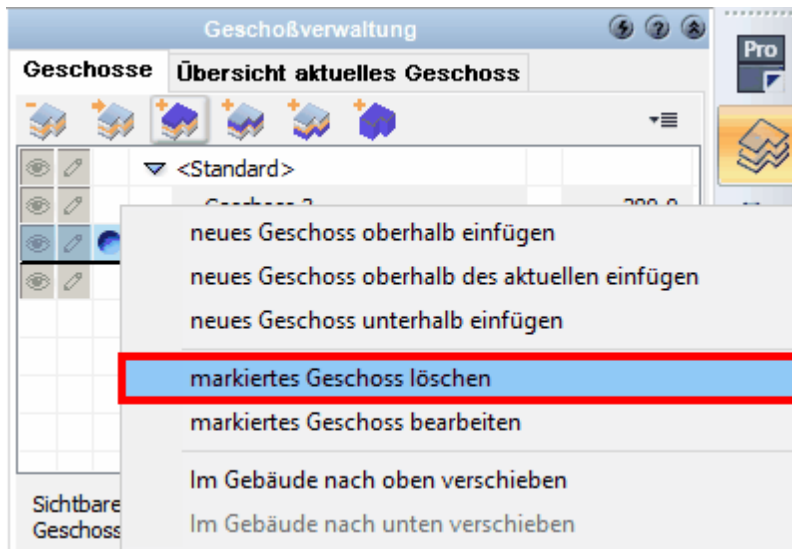 Geschoßverwaltung
Pro
Geschosse Übersicht aktuelles Geschoss
<Standard>
neues Geschoss oberhalb einfügen
neues Geschoss oberhalb des aktuellen einfügen
neues Geschoss unterhalb einfügen
markiertes Geschoss löschen
markiertes Geschoss bearbeiten
Im Gebäude nach oben verschieben
Im Gebäude nach unten verschieben
Sichtbare
Geschoss